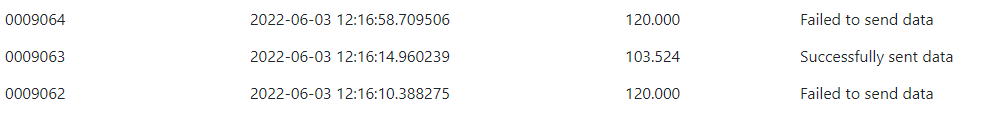 0009064 2022-06-03 12:16:58.709506 120.000 Failed to send data
0009063 2022-06-03 12:16:14.960239 103.524 Successfully sent data
0009062 2022-06-03 12:16:10.388275 120.000 Failed to send data